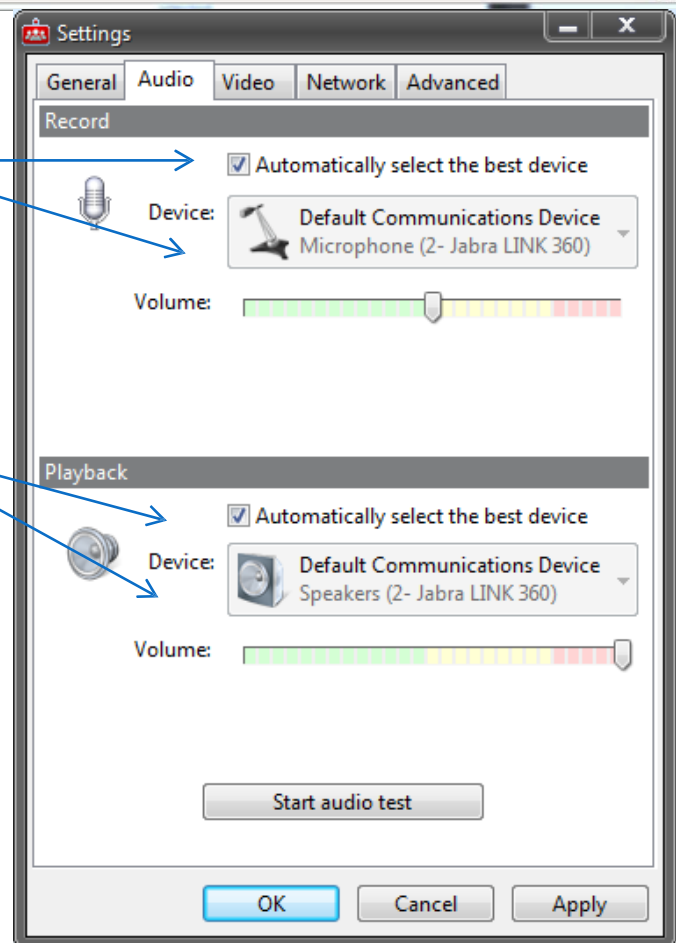 Settings
General Audio Video Network Advanced
Record
Automatically select the best device
Device: Default Communications Device
Microphone (2- Jabra LINK 360)
Volume:
Playback
Automatically select the best device
Device: Default Communications Device
Speakers (2- Jabra LINK 360)
Volume:
Start audio test
OK Cancel Apply